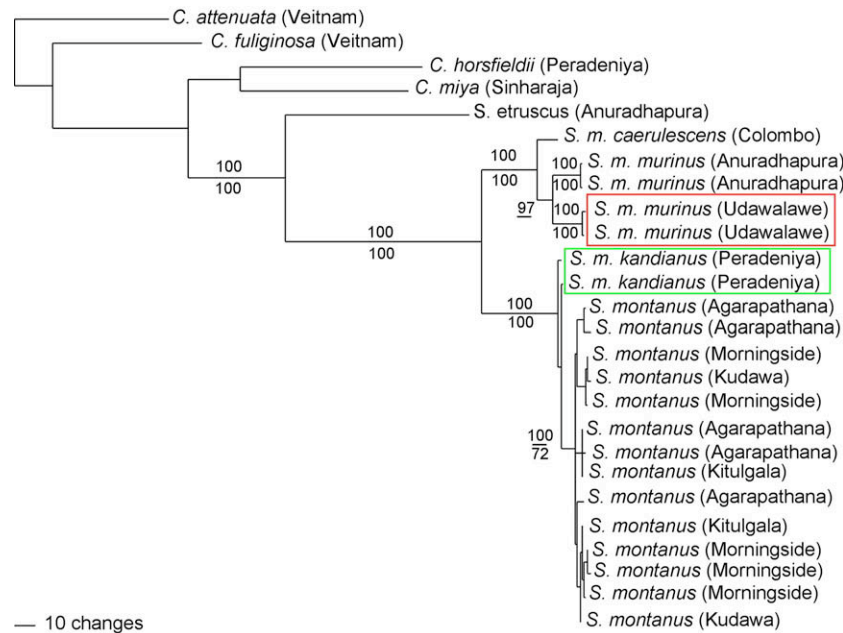 C. attenuata (Veitnam)
C. fuliginosa (Veitnam)
C. horsfieldii (Peradeniya)
C. miya (Sinharaja)
S. etruscus (Anuradhapura)
S. m. caerulescens (Colombo)
100
100
S. m. murinus (Anuradhapura)
100
100
100
S. m. murinus (Anuradhapura)
100
97
100
S. m. murinus (Udawalawe)
100
S. m. murinus (Udawalawe)
100
100
S. m. kandianus (Peradeniya)
S. m. kandianus (Peradeniya)
100
100
S. montanus (Agarapathana)
S. montanus (Agarapathana)
S. montanus (Morningside)
S. montanus (Kudawa)
S. montanus (Morningside)
S. montanus (Agarapathana)
100
72
S. montanus (Agarapathana)
S. montanus (Kitulgala)
S. montanus (Agarapathana)
S. montanus (Kitulgala)
S. montanus (Morningside)
S. montanus (Morningside)
S. montanus (Morningside)
S. montanus (Kudawa)
10 changes